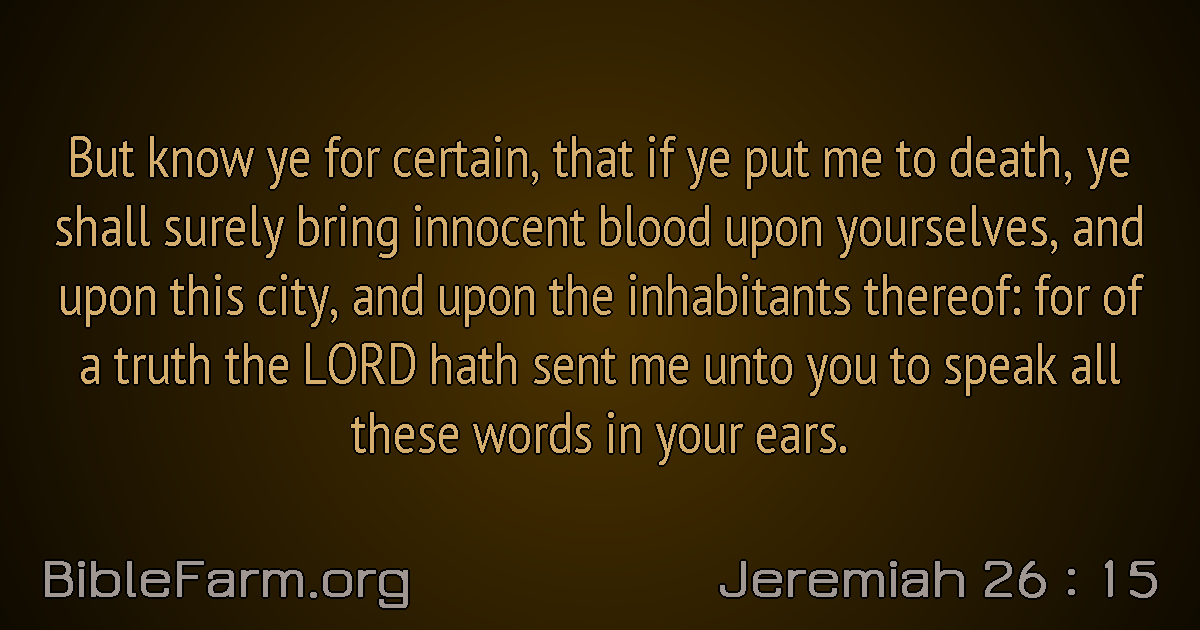 But know ye for certain, that if ye put me to death, ye
shall surely bring innocent blood upon yourselves, and
upon this city, and upon the inhabitants thereof: for of
a truth the LORD hath sent me unto you to speak all
these words in your ears.
BibleFarm.org
Jeremiah 26 : 15